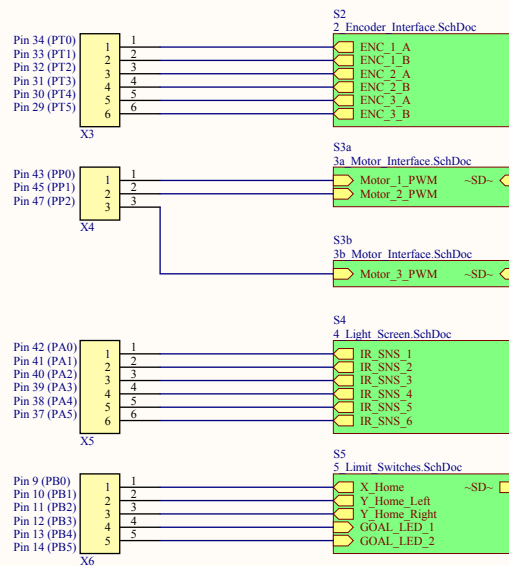 S2
2_Encoder_Interface.SchDoc
Pin 34 (PT0) 1 1 ENC_1_A
Pin 33 (PT1) 2 2 ENC_1_B
Pin 32 (PT2) 3 3 ENC_2_A
Pin 31 (PT3) 4 4 ENC_2_B
Pin 30 (PT4) 5 5 ENC_3_A
Pin 29 (PT5) 6 6 ENC_3_B
X3
S3a
3a_Motor_Interface.SchDoc
Pin 43 (PP0) 1 1 Motor_1_PWM ~SD~
Pin 45 (PP1) 2 2 Motor_2_PWM
Pin 47 (PP2) 3 3
X4
S3b
3b_Motor_Interface.SchDoc
Motor_3_PWM ~SD~
S4
4_Light_Screen.SchDoc
Pin 42 (PA0) 1 1 IR_SNS_1
Pin 41 (PA1) 2 2 IR_SNS_2
Pin 40 (PA2) 3 3 IR_SNS_3
Pin 39 (PA3) 4 4 IR_SNS_4
Pin 38 (PA4) 5 5 IR_SNS_5
Pin 37 (PA5) 6 6 IR_SNS_6
X5
S5
5_Limit_Switches.SchDoc
Pin 9 (PB0) 1 1 X_Home ~SD~
Pin 10 (PB1) 2 2 Y_Home_Left
Pin 11 (PB2) 3 3 Y_Home_Right
Pin 12 (PB3) 4 4 GOAL_LED_1
Pin 13 (PB4) 5 5 GOAL_LED_2
Pin 14 (PB5)
X6